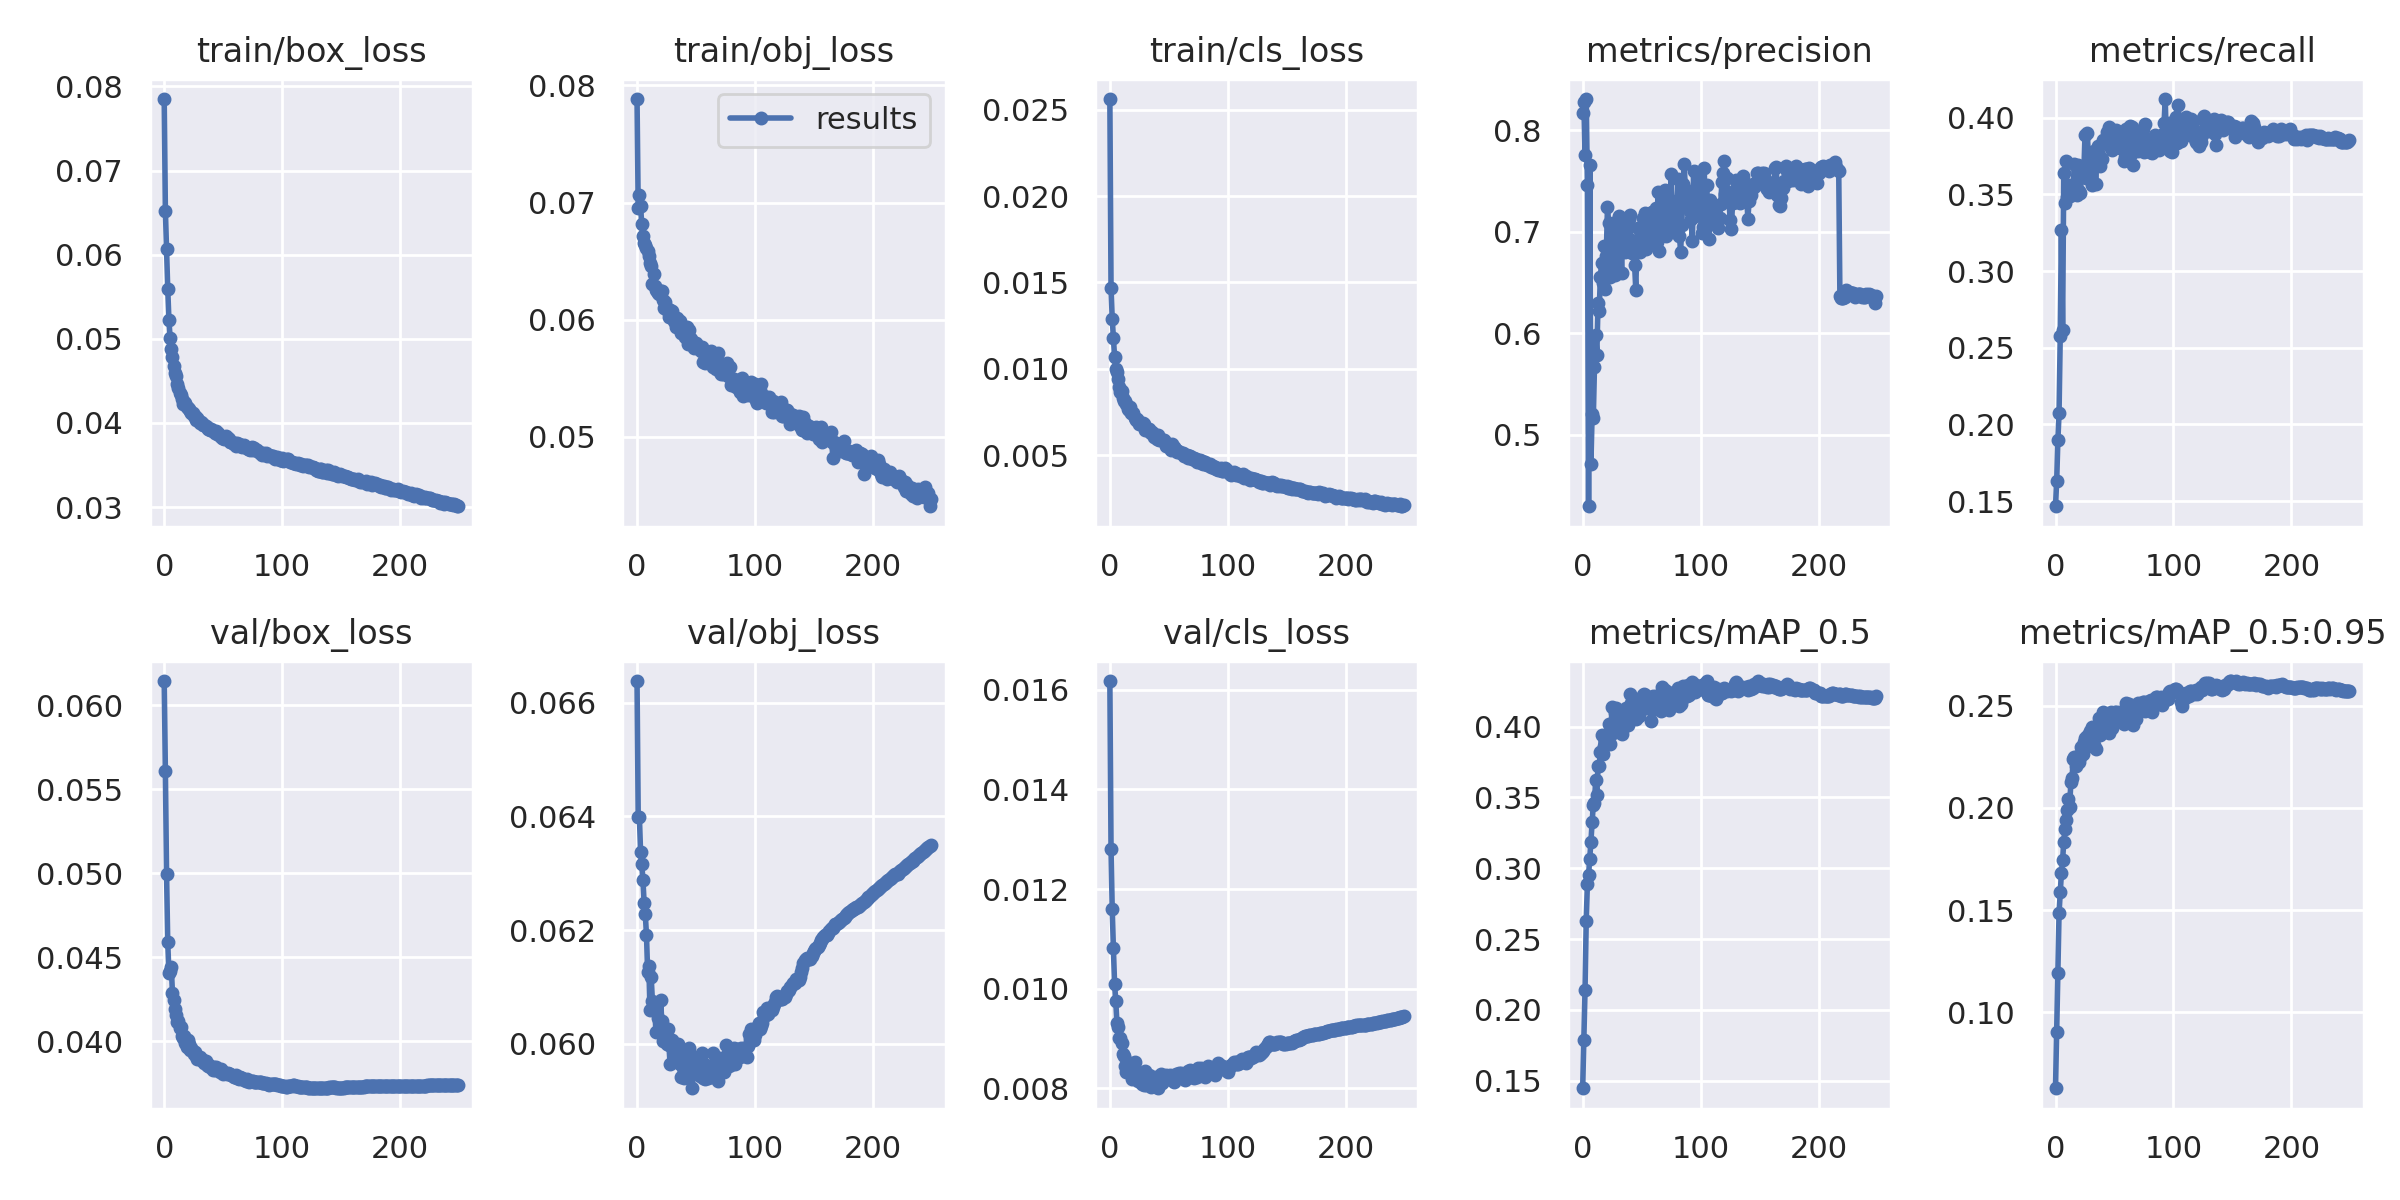 train/box_loss
0.08
0.07
0.06
0.05
0.04
0.03
0 100 200
train/obj_loss
results
0.08
0.07
0.06
0.05
0 100 200
train/cls_loss
0.025
0.020
0.015
0.010
0.005
0 100 200
metrics/precision
0.8
0.7
0.6
0.5
0 100 200
metrics/recall
0.40
0.35
0.30
0.25
0.20
0.15
0 100 200
val/box_loss
0.060
0.055
0.050
0.045
0.040
0 100 200
val/obj_loss
0.066
0.064
0.062
0.060
0 100 200
val/cls_loss
0.016
0.014
0.012
0.010
0.008
0 100 200
metrics/mAP_0.5
0.40
0.35
0.30
0.25
0.20
0.15
0 100 200
metrics/mAP_0.5:0.95
0.25
0.20
0.15
0.10
0 100 200